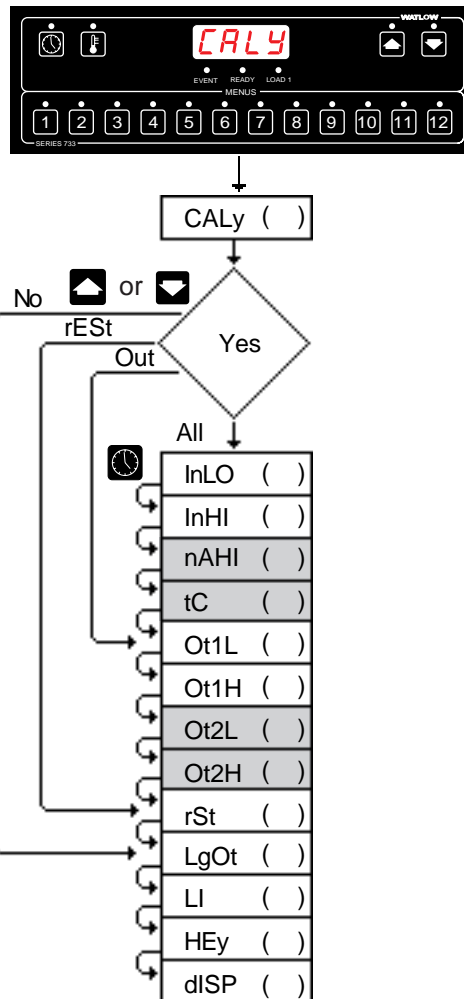 WATLOW
CALY
EVENT READY LOAD 1
MENUS
1 2 3 4 5 6 7 8 9 10 11 12
SERIES 733
CALy ( )
No or
rESt
Yes
Out
All
InLO ( )
InHI ( )
nAHI ( )
tC ( )
Ot1L ( )
Ot1H ( )
Ot2L ( )
Ot2H ( )
rSt ( )
LgOt ( )
LI ( )
HEy ( )
dISP ( )